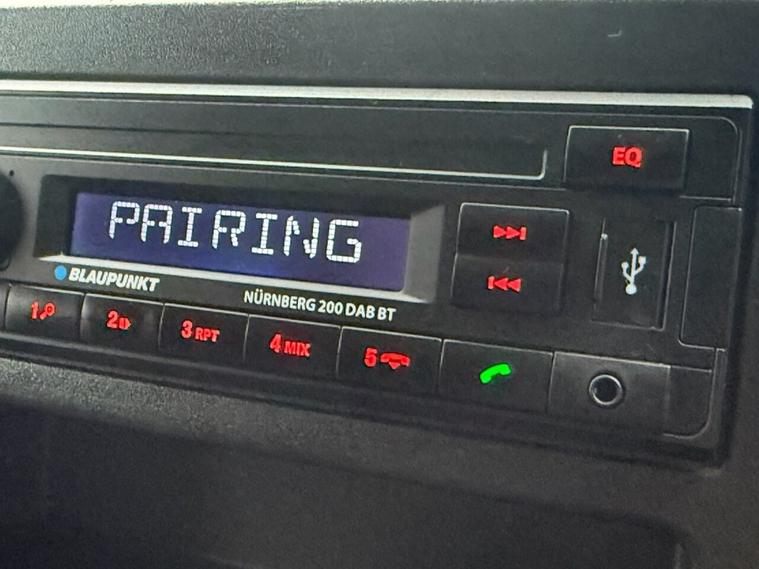 EQ
PAIRING
BLAUPUNKT
NÜRNBERG 200 DAB BT
1
2
3 RPT
4 MIX
5